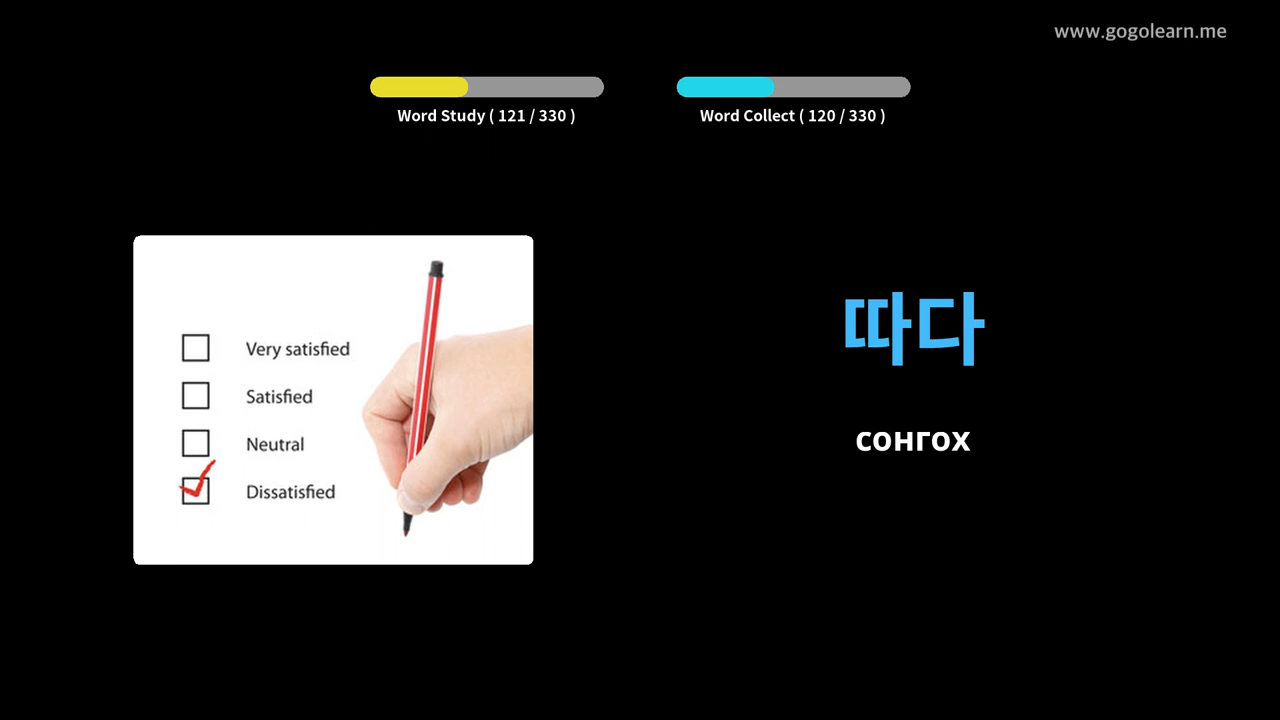 www.gogolearn.me
Word Study ( 121 / 330 )
Word Collect ( 120 / 330 )
Very satisfied
Satisfied
Neutral
Dissatisfied
따다
сонгох